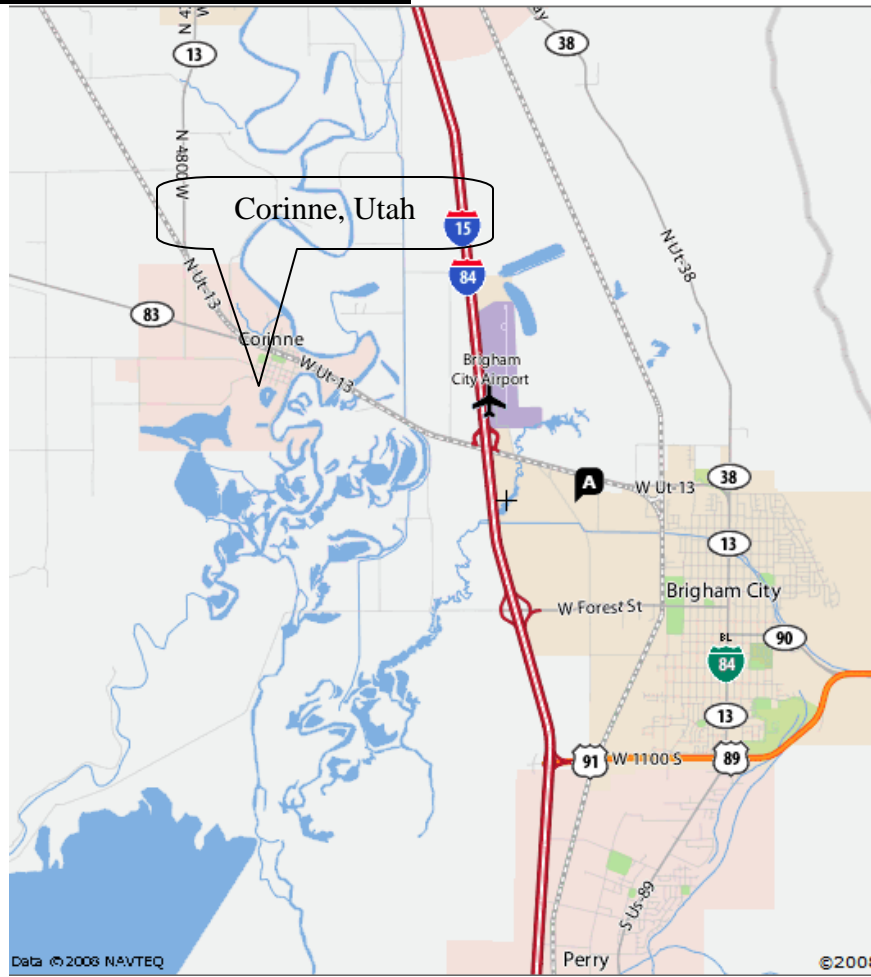 38
13
N 4800 W
Corinne, Utah
15
84
N Ut-38
N Ut-13
83
Corinne
W Ut-13
Brigham
City Airport
A
W Ut-13
38
13
Brigham City
W Forest St
90
BL
84
13
91
W 1100 S
89
S Us-89
Perry
Data © 2008 NAVTEQ
©2008